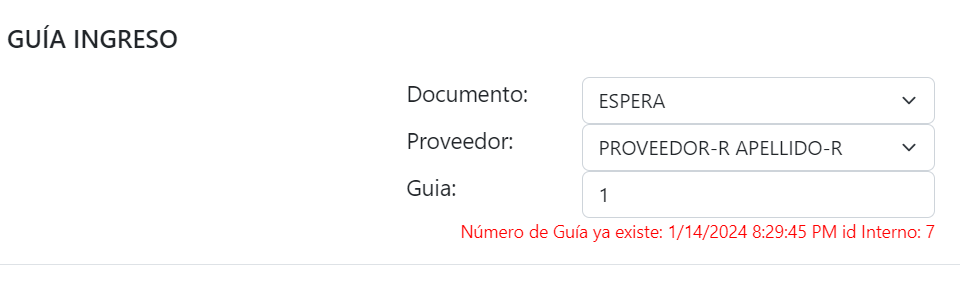 GUÍA INGRESO
Documento: ESPERA
Proveedor: PROVEEDOR-R APELLIDO-R
Guia: 1
Número de Guía ya existe: 1/14/2024 8:29:45 PM id Interno: 7